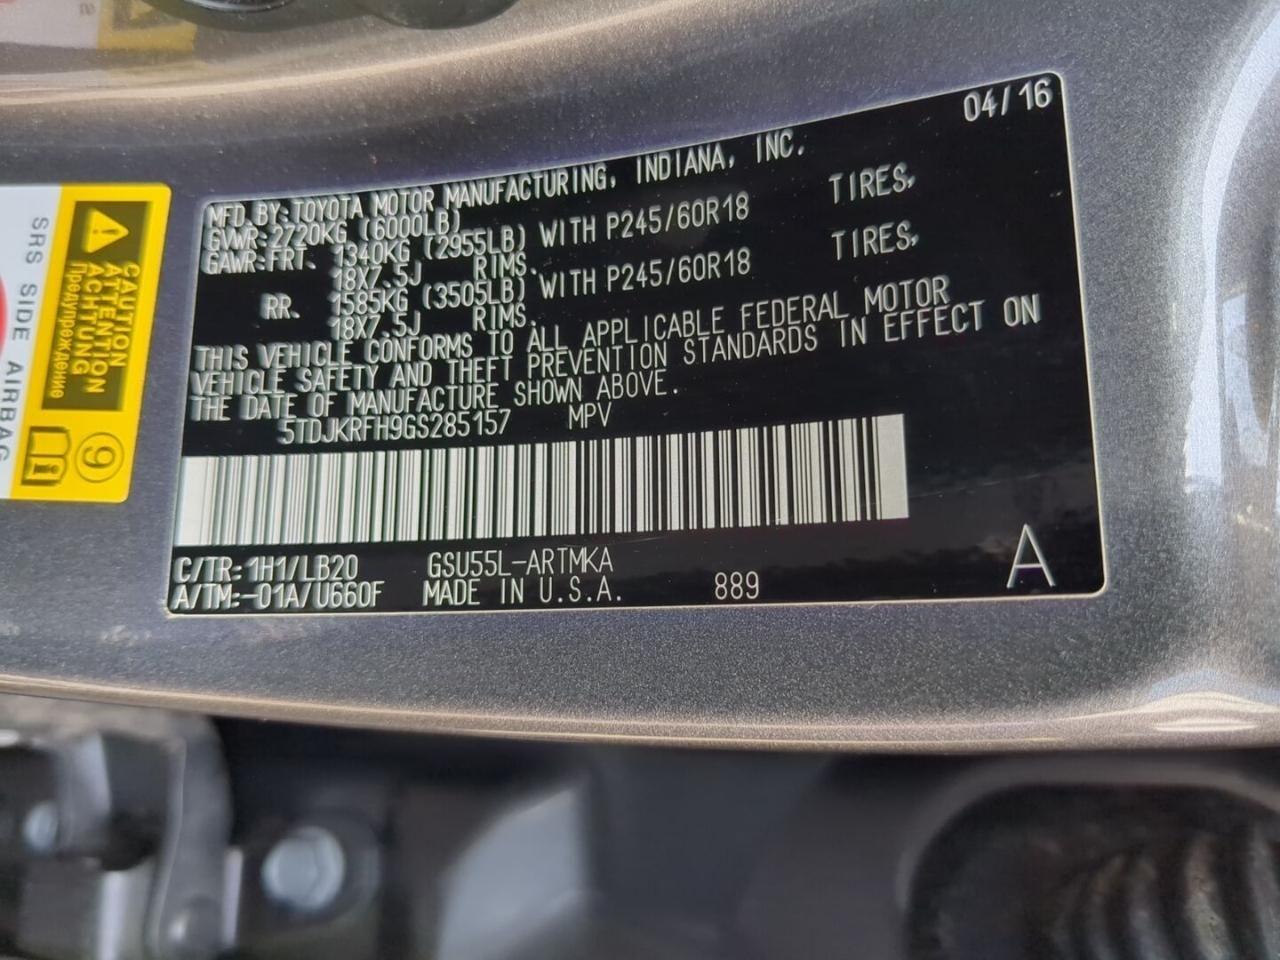 04/16
MFD.BY:TOYOTA MOTOR MANUFACTURING, INDIANA, INC.
GVWR:2720KG (6000LB)
GAWR:FRT. 1340KG (2955LB) WITH P245/60R18 TIRES,
18X7.5J RIMS.
RR. 1585KG (3505LB) WITH P245/60R18 TIRES,
18X7.5J RIMS.
THIS VEHICLE CONFORMS TO ALL APPLICABLE FEDERAL MOTOR
VEHICLE SAFETY AND THEFT PREVENTION STANDARDS IN EFFECT ON
THE DATE OF MANUFACTURE SHOWN ABOVE.
5TDJKRFH9GS285157 MPV
C/TR:1H1/LB20 GSU55L-ARTMKA
A/TM:-01A/U660F MADE IN U.S.A. 889 A
CAUTION
ATTENTION
ACHTUNG
Предупреждение
9
SRS SIDE AIRBAG